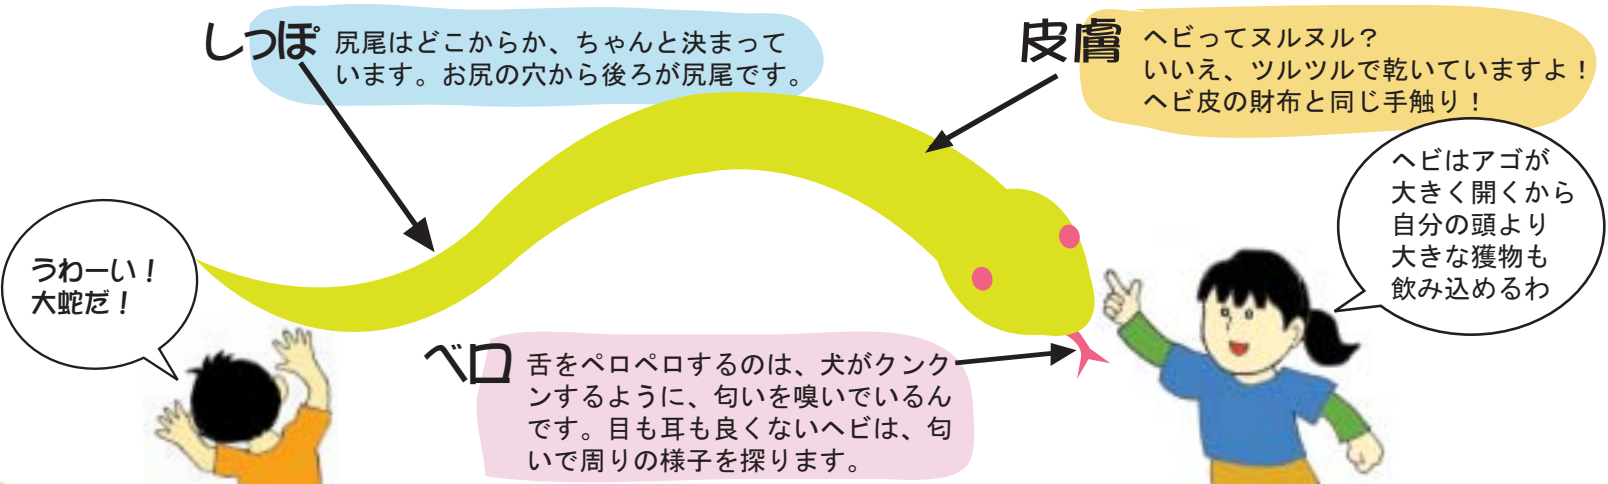 しっぽ
尻尾はどこからか、ちゃんと決まって
います。お尻の穴から後ろが尻尾です。
皮膚
ヘビってヌルヌル？
いいえ、ツルツルで乾いていますよ！
ヘビ皮の財布と同じ手触り！
ヘビはアゴが
大きく開くから
自分の頭より
大きな獲物も
飲み込めるわ
うわーい！
大蛇だ！
ベロ
舌をペロペロするのは、犬がクンク
ンするように、匂いを嗅いでいるん
です。目も耳も良くないヘビは、匂
いで周りの様子を探ります。